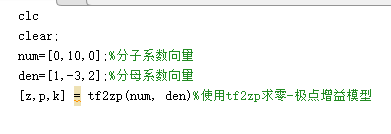 clc
clear;
num=[0,10,0];%分子系数向量
den=[1,-3,2];%分母系数向量
[z,p,k] = tf2zp(num, den)%使用tf2zp求零-极点增益模型